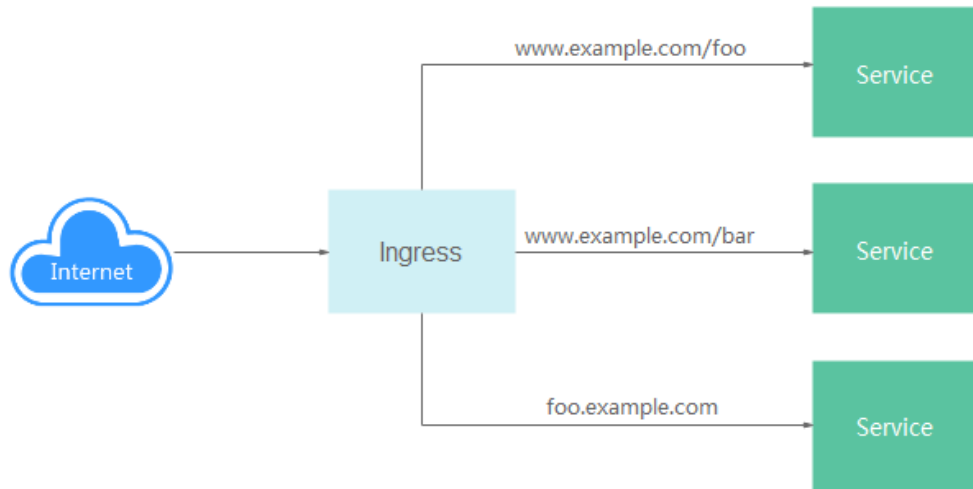 www.example.com/foo
Service
Internet
Ingress
www.example.com/bar
Service
foo.example.com
Service